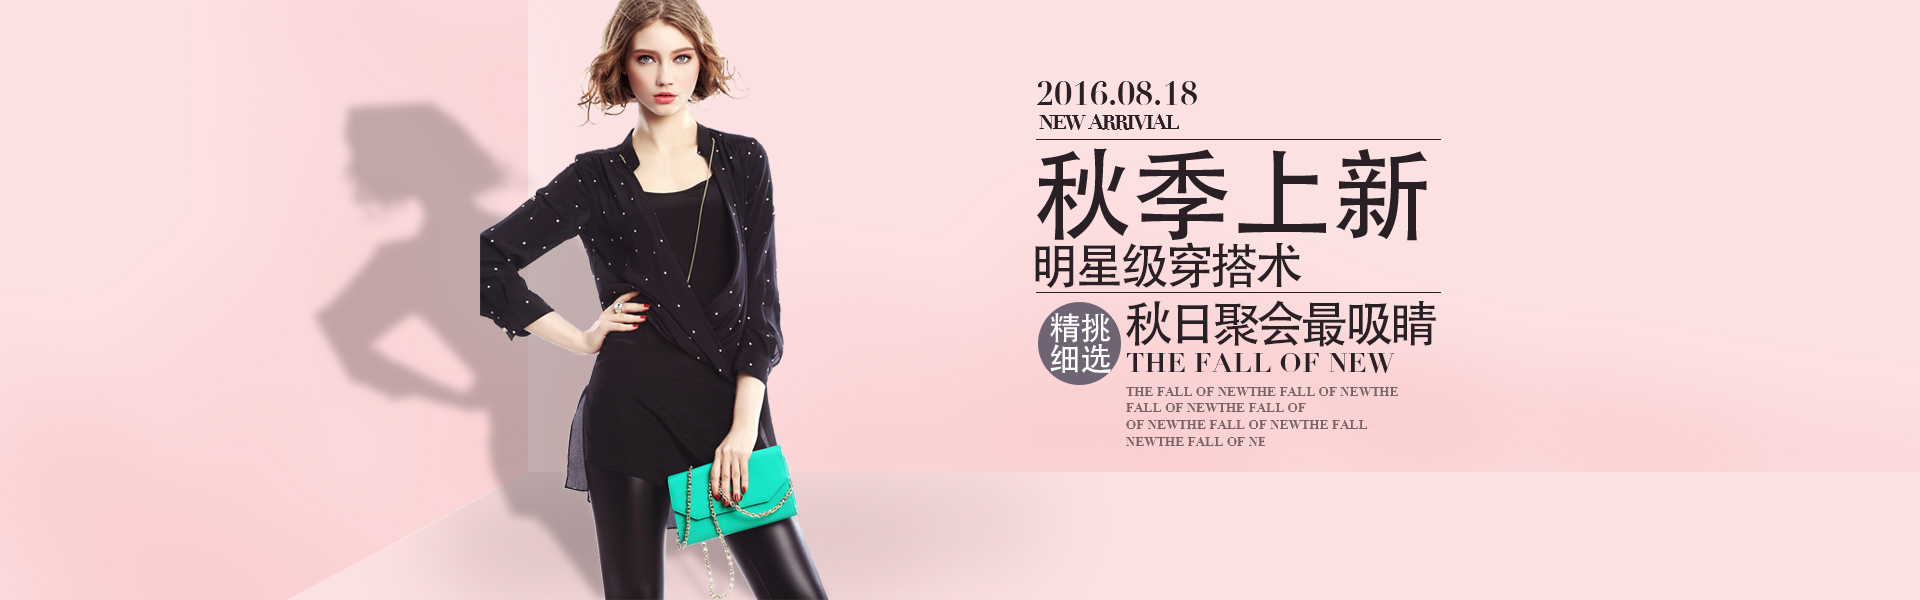 2016.08.18
NEW ARRIVIAL
秋季上新
明星级穿搭术
精挑
细选
秋日聚会最吸睛
THE FALL OF NEW
THE FALL OF NEWTHE FALL OF NEWTHE
FALL OF NEWTHE FALL OF
OF NEWTHE FALL OF NEWTHE FALL
NEWTHE FALL OF NE